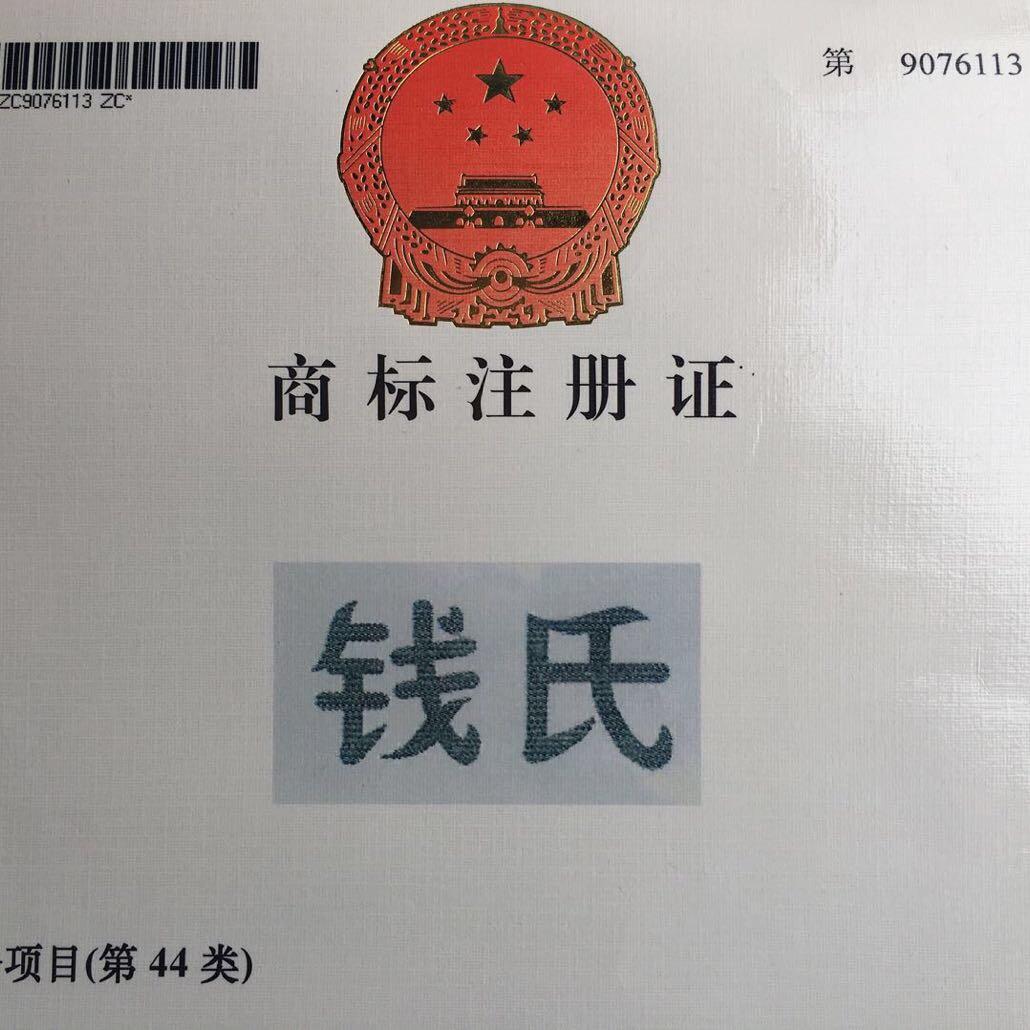 ZC9076113 ZC*
第 9076113
商标注册证
钱氏
项目(第 44 类)